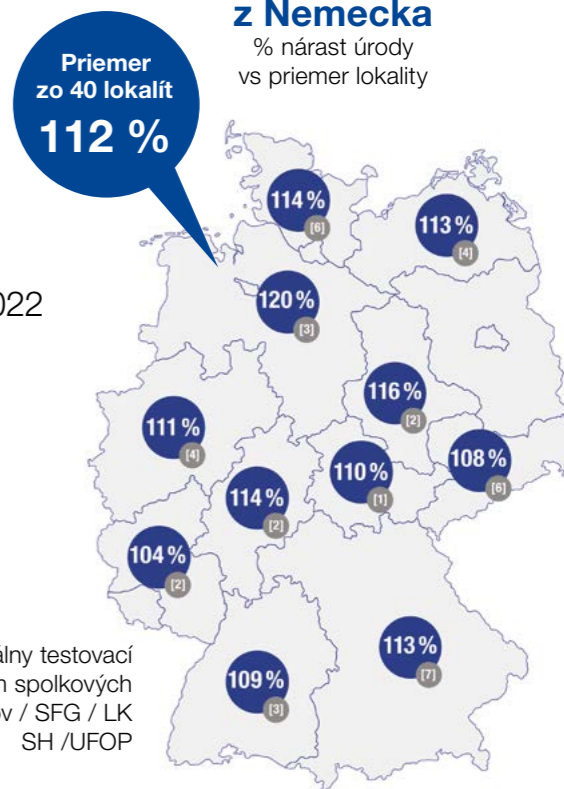 z Nemecka
% nárast úrody
vs priemer lokality
Priemer
zo 40 lokalít
112 %
114 %
[6]
113 %
[4]
022
120 %
[3]
116 %
[2]
111 %
[4]
110 %
[1]
108 %
[6]
114 %
[2]
104 %
[2]
113 %
[7]
109 %
[3]
álny testovací
spolkových
/ SFG / LK
SH /UFOP